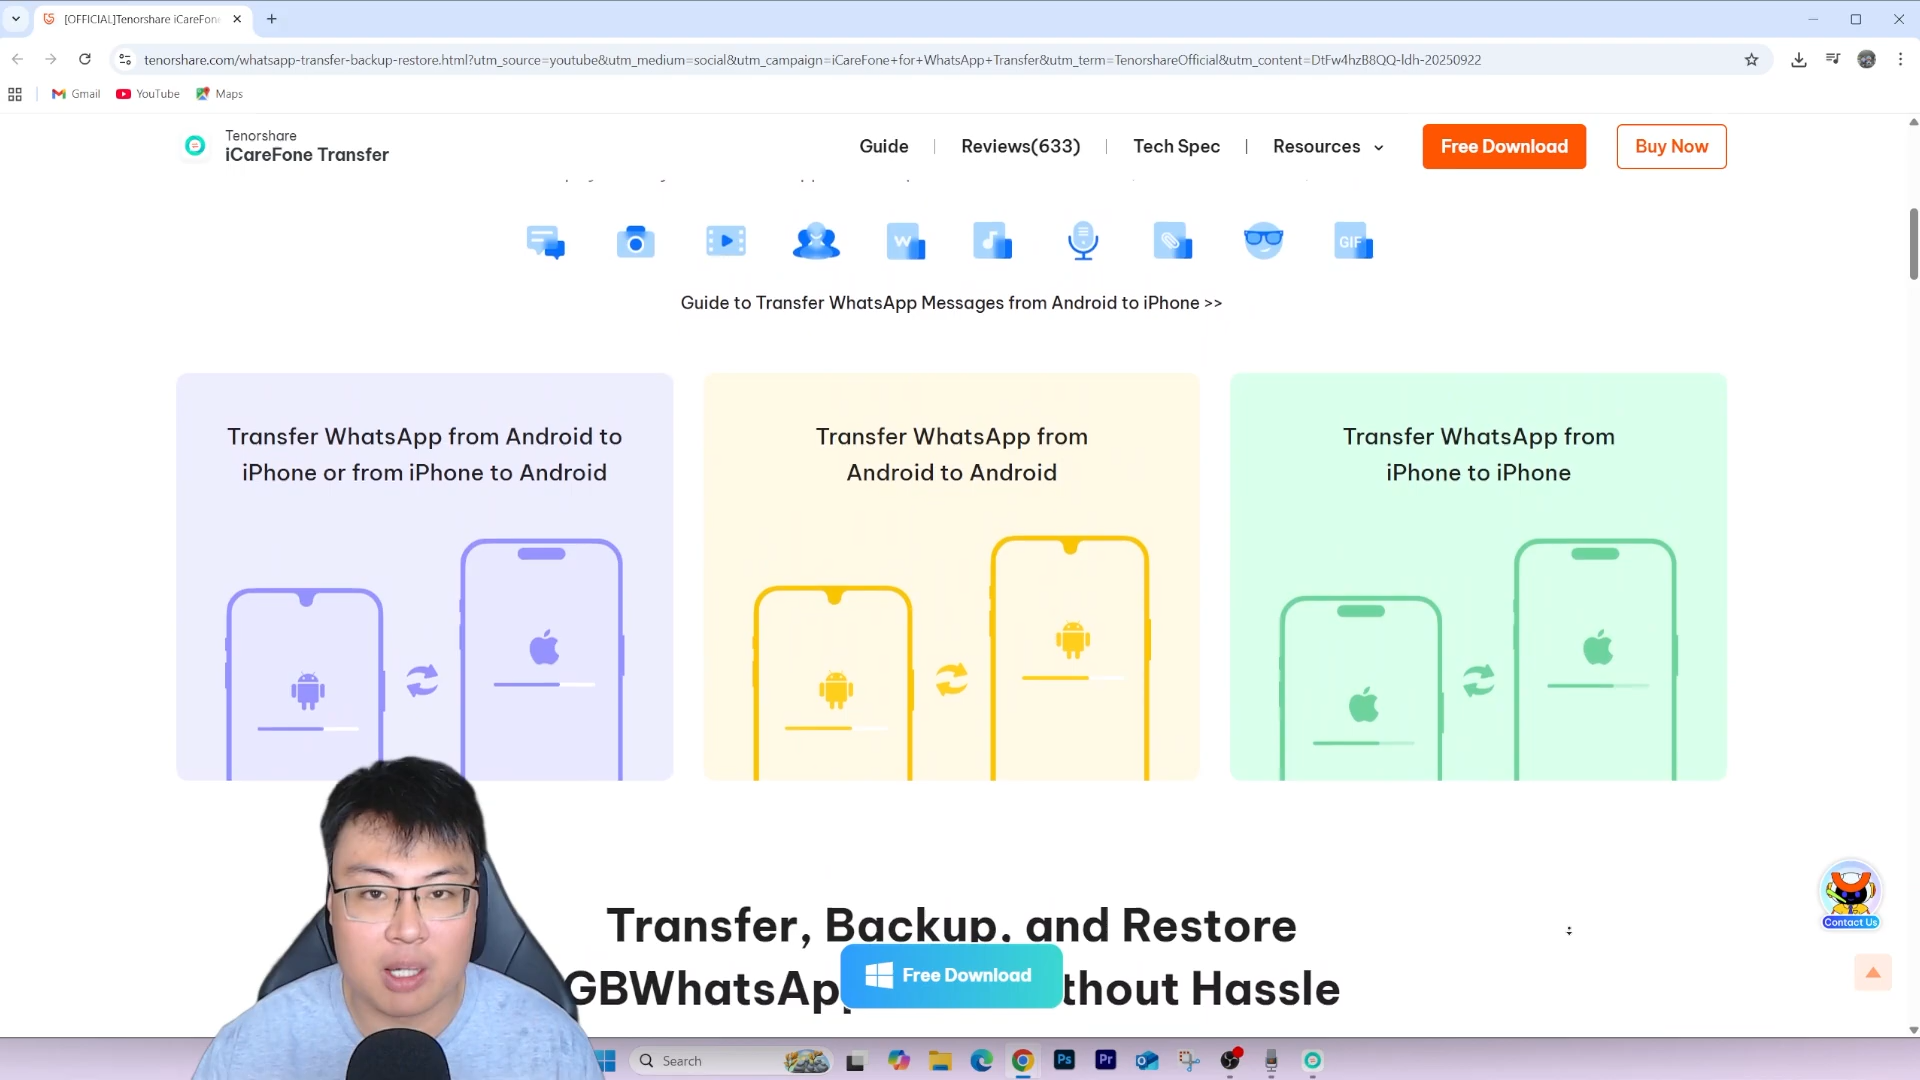 [OFFICIAL]Tenorshare iCareFone
tenorshare.com/whatsapp-transfer-backup-restore.html?utm_source=youtube&utm_medium=social&utm_campaign=iCareFone+for+WhatsApp+Transfer&utm_term=TenorshareOfficial&utm_content=DtFw4hzB8QQ-ldh-20250922
Gmail
YouTube
Maps
Tenorshare
iCareFone Transfer
Guide
Reviews(633)
Tech Spec
Resources
Free Download
Buy Now
W
GIF
Guide to Transfer WhatsApp Messages from Android to iPhone >>
Transfer WhatsApp from Android to
iPhone or from iPhone to Android
Transfer WhatsApp from
Android to Android
Transfer WhatsApp from
iPhone to iPhone
Transfer, Backup, and Restore
GBWhatsApp thout Hassle
Free Download
Contact Us
Search
Ps
Pr